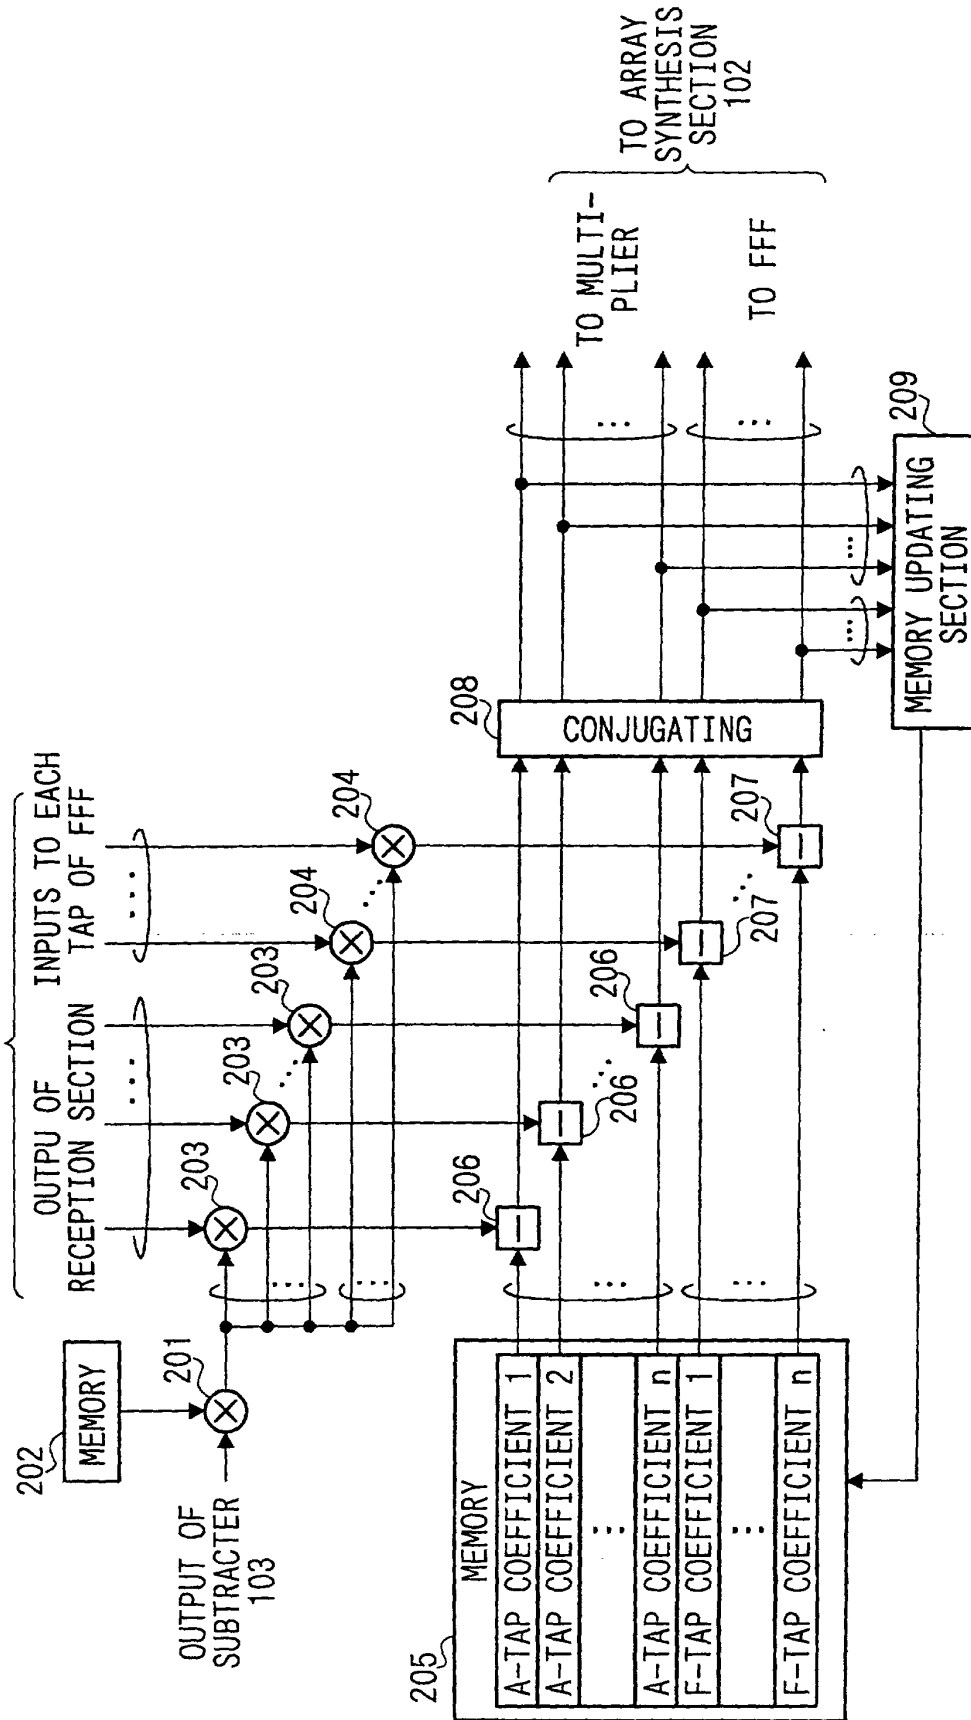 OUTPU OF
RECEPTION SECTION
INPUTS TO EACH
TAP OF FFF
...
...
202
MEMORY
201
OUTPUT OF
SUBTRACTER
103
203
203
203
204
204
...
...
...
...
205
MEMORY
A-TAP COEFFICIENT 1
A-TAP COEFFICIENT 2
...
A-TAP COEFFICIENT n
F-TAP COEFFICIENT 1
...
F-TAP COEFFICIENT n
...
...
206
206
206
207
207
...
...
208
CONJUGATING
...
...
TO MULTI-
PLIER
TO FFF
TO ARRAY
SYNTHESIS
SECTION
102
...
...
209
MEMORY UPDATING
SECTION